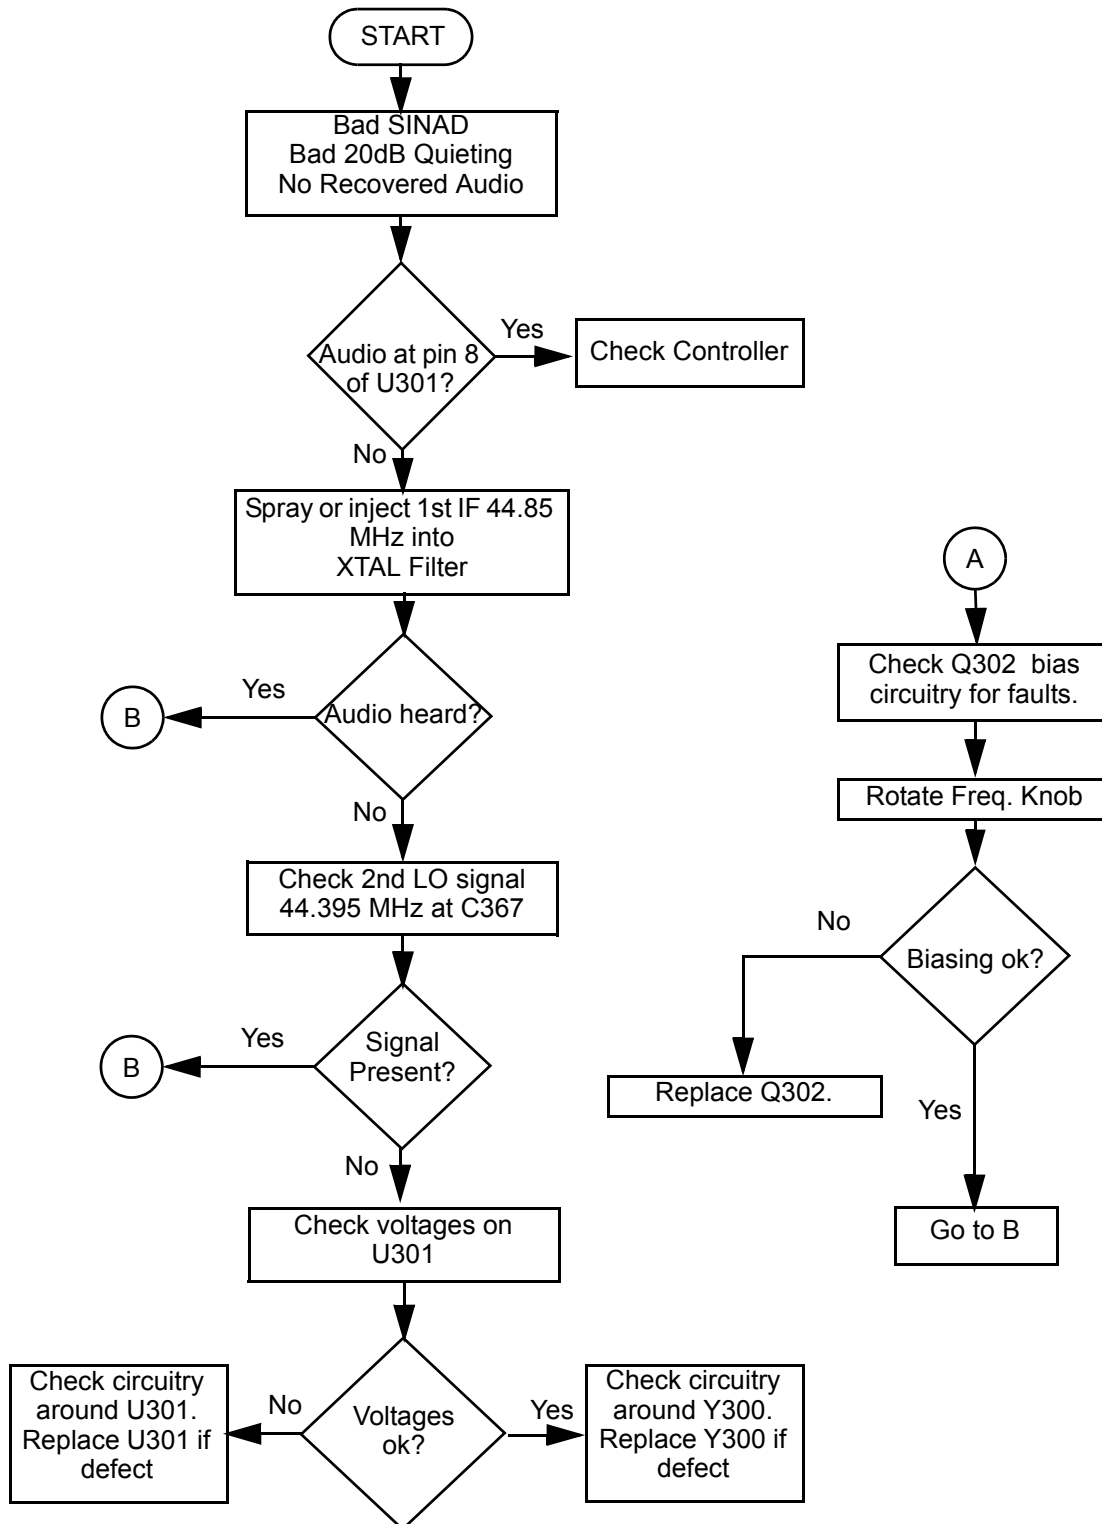 START
Bad SINAD
Bad 20dB Quieting
No Recovered Audio
Audio at pin 8
of U301?
Yes
Check Controller
No
Spray or inject 1st IF 44.85
MHz into
XTAL Filter
Audio heard?
Yes
B
No
Check 2nd LO signal
44.395 MHz at C367
Signal
Present?
Yes
B
No
Check voltages on
U301
Voltages
ok?
No
Check circuitry
around U301.
Replace U301 if
defect
Yes
Check circuitry
around Y300.
Replace Y300 if
defect
A
Check Q302 bias
circuitry for faults.
Rotate Freq. Knob
Biasing ok?
No
Replace Q302.
Yes
Go to B